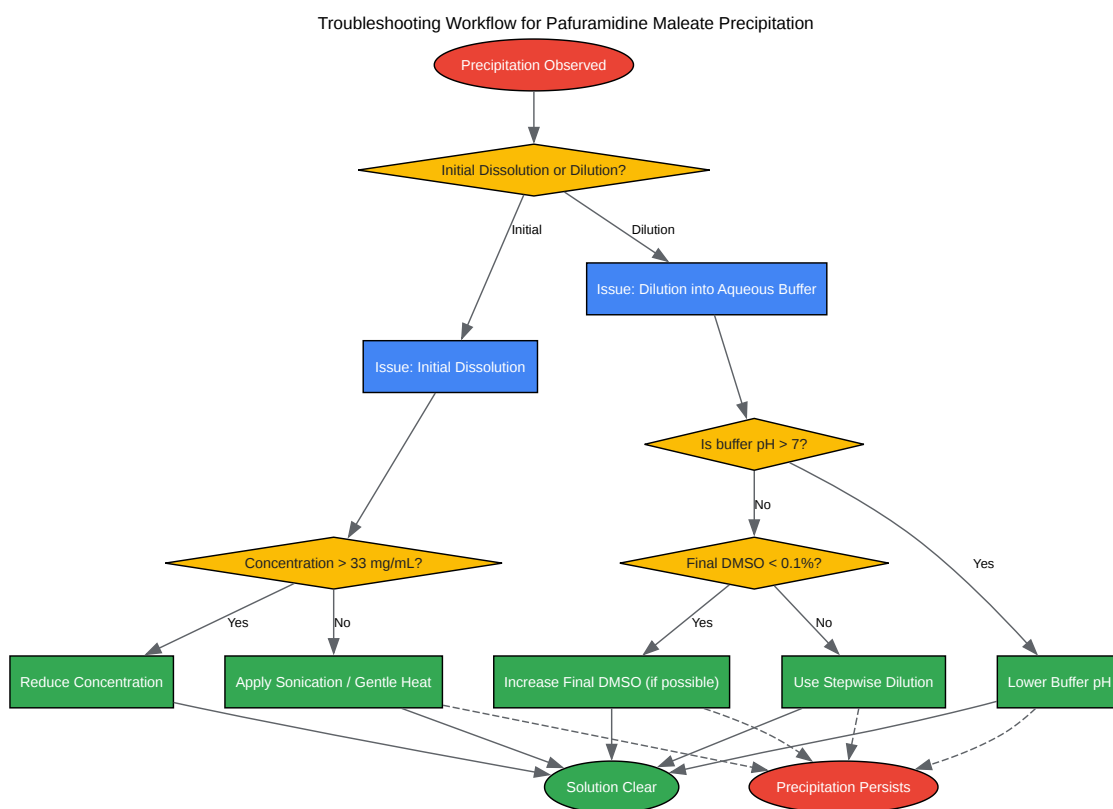 Troubleshooting Workflow for Pafuramidine Maleate Precipitation
Precipitation Observed
Initial Dissolution or Dilution?
Initial
Dilution
Issue: Dilution into Aqueous Buffer
Issue: Initial Dissolution
Is buffer pH > 7?
No
Yes
Concentration > 33 mg/mL?
Final DMSO < 0.1%?
Yes
No
Yes
No
Reduce Concentration
Apply Sonication / Gentle Heat
Increase Final DMSO (if possible)
Use Stepwise Dilution
Lower Buffer pH
Solution Clear
Precipitation Persists